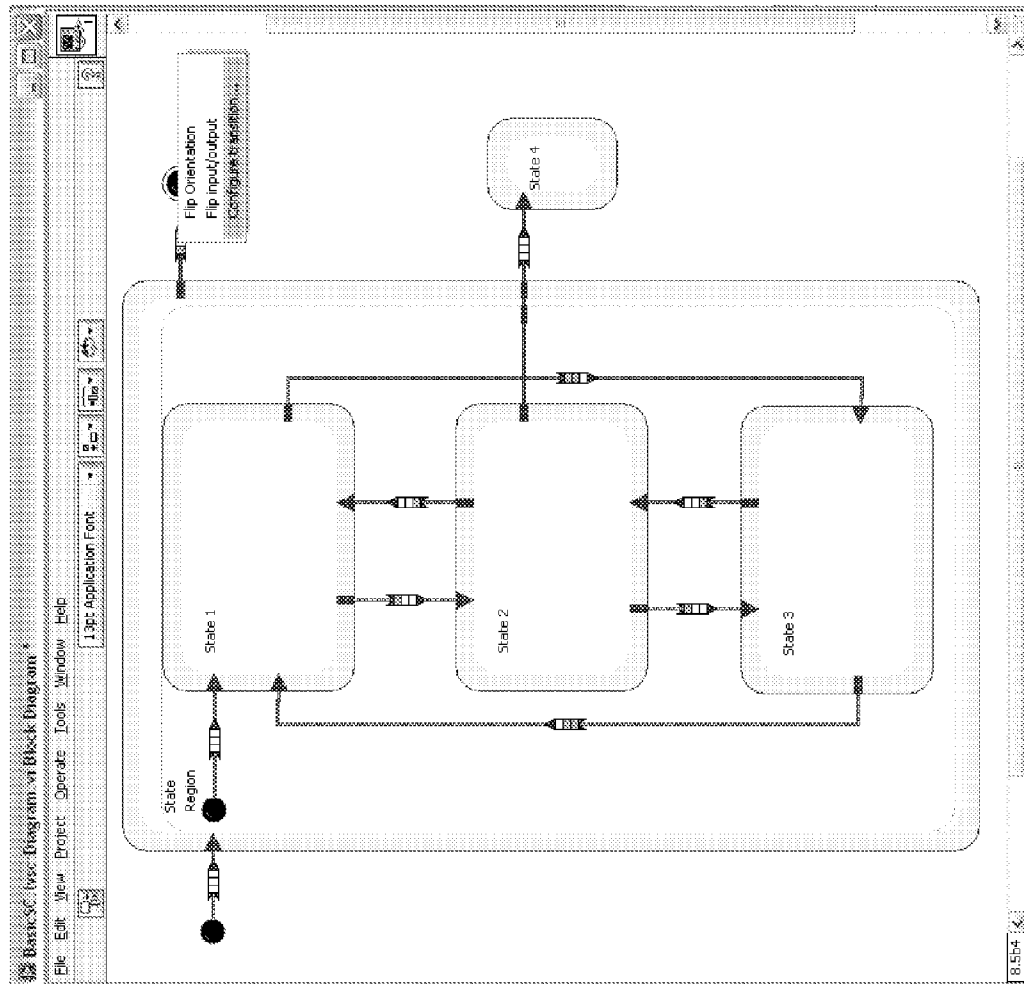 BasicSC.lvsc:Diagram.vi Block Diagram *
File Edit View Project Operate Tools Window Help
13pt Application Font
?
1
State
Region
State 1
State 2
State 3
State 4
Flip Orientation
Flip input/output
Configure transition...
8.5b4